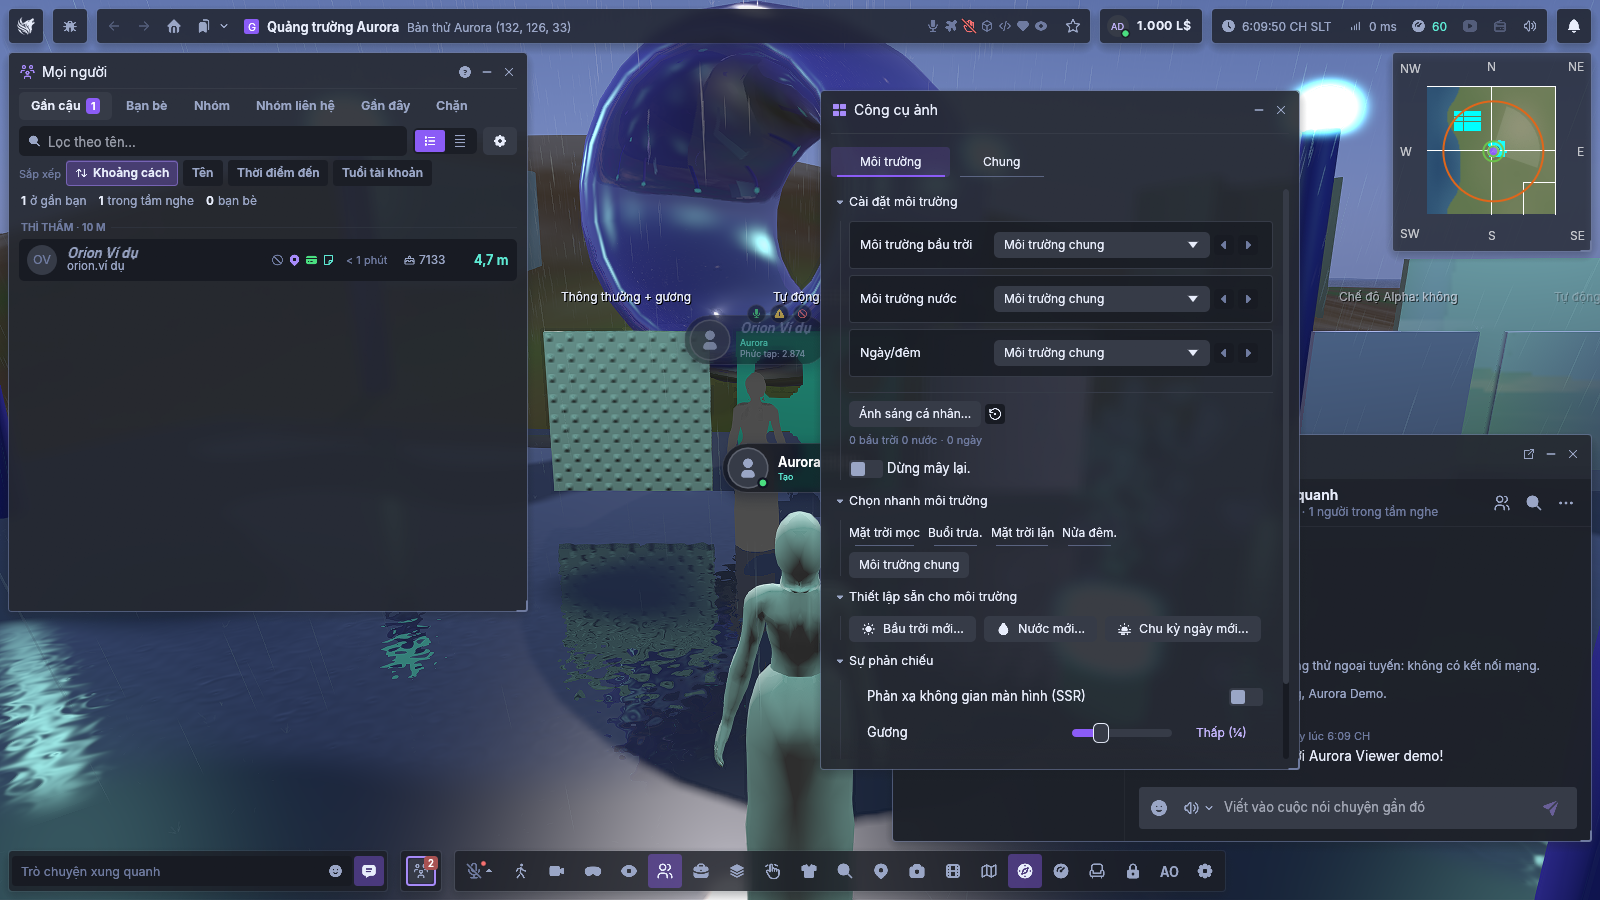 G Quảng trường Aurora Bản thử Aurora (132, 126, 33)
AD 1.000 L$
6:09:50 CH SLT 0 ms 60
Mọi người
Gần cậu 1 Bạn bè Nhóm Nhóm liên hệ Gần đây Chặn
Lọc theo tên...
Sắp xếp Khoảng cách Tên Thời điểm đến Tuổi tài khoản
1 ở gần bạn 1 trong tầm nghe 0 bạn bè
THÌ THẦM · 10 M
OV Orion Ví dụ
orion.ví dụ
< 1 phút 7133 4,7 m
Thông thường + gương
Tự động
Orion Ví dụ
Aurora
Phức tạp: 2.874
Aurora
Tạo
Công cụ ảnh
Môi trường Chung
Cài đặt môi trường
Môi trường bầu trời Môi trường chung
Môi trường nước Môi trường chung
Ngày/đêm Môi trường chung
Ánh sáng cá nhân...
0 bầu trời 0 nước · 0 ngày
Dừng mây lại.
Chọn nhanh môi trường
Mặt trời mọc Buổi trưa. Mặt trời lặn Nửa đêm.
Môi trường chung
Thiết lập sẵn cho môi trường
Bầu trời mới... Nước mới... Chu kỳ ngày mới...
Sự phản chiếu
Phản xạ không gian màn hình (SSR)
Gương Thấp (¼)
NW N NE
W E
SW S SE
Chế độ Alpha: không
Tự động
quanh
· 1 người trong tầm nghe
g thử ngoại tuyến: không có kết nối mạng.
, Aurora Demo.
y lúc 6:09 CH
i Aurora Viewer demo!
Viết vào cuộc nói chuyện gần đó
Trò chuyện xung quanh
2
AO